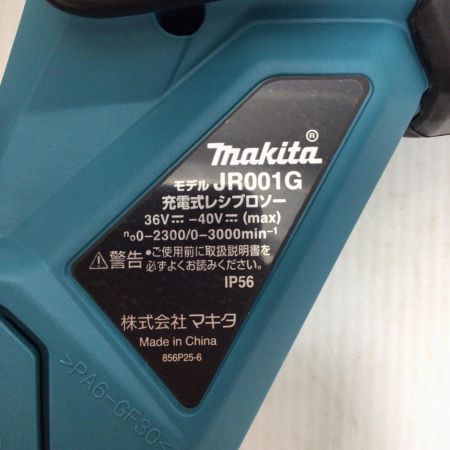 makita®
モデル JR001G
充電式レシプロソー
36V⎓ -40V⎓ (max)
n₀0-2300/0-3000min⁻¹
⚠警告 •ご使用前に取扱説明書を
必ずよくお読みください。
IP56
株式会社マキタ
Made in China
856P25-6
>PA6-GF30<